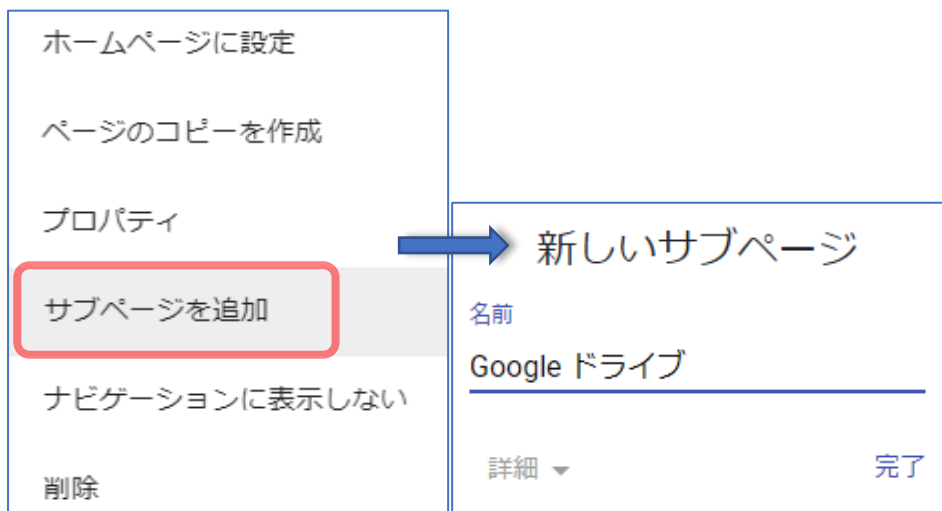 ホームページに設定
ページのコピーを作成
プロパティ
サブページを追加
ナビゲーションに表示しない
削除
新しいサブページ
名前
Google ドライブ
詳細
完了